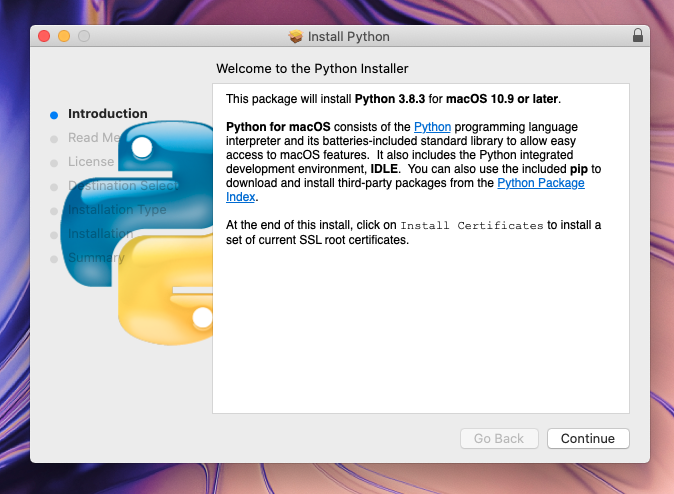 Install Python
Welcome to the Python Installer
Introduction
Read Me
License
Destination Select
Installation Type
Installation
Summary
This package will install Python 3.8.3 for macOS 10.9 or later.
Python for macOS consists of the Python programming language
interpreter and its batteries-included standard library to allow easy
access to macOS features.  It also includes the Python integrated
development environment, IDLE.  You can also use the included pip to
download and install third-party packages from the Python Package
Index.
At the end of this install, click on Install Certificates to install a
set of current SSL root certificates.
Go Back
Continue